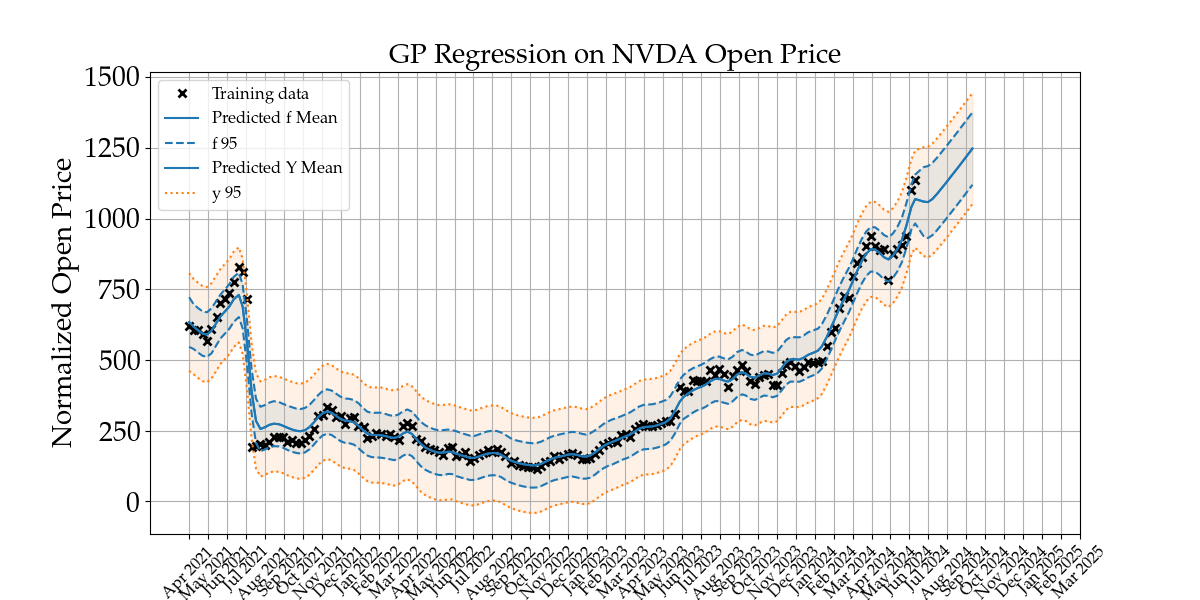 GP Regression on NVDA Open Price
Normalized Open Price
1500
1250
1000
750
500
250
0
Training data
Predicted f Mean
f 95
Predicted Y Mean
y 95
Apr 2021
May 2021
Jun 2021
Jul 2021
Aug 2021
Sep 2021
Oct 2021
Nov 2021
Dec 2021
Jan 2022
Feb 2022
Mar 2022
Apr 2022
May 2022
Jun 2022
Jul 2022
Aug 2022
Sep 2022
Oct 2022
Nov 2022
Dec 2022
Jan 2023
Feb 2023
Mar 2023
Apr 2023
May 2023
Jun 2023
Jul 2023
Aug 2023
Sep 2023
Oct 2023
Nov 2023
Dec 2023
Jan 2024
Feb 2024
Mar 2024
Apr 2024
May 2024
Jun 2024
Jul 2024
Aug 2024
Sep 2024
Oct 2024
Nov 2024
Dec 2024
Jan 2025
Feb 2025
Mar 2025